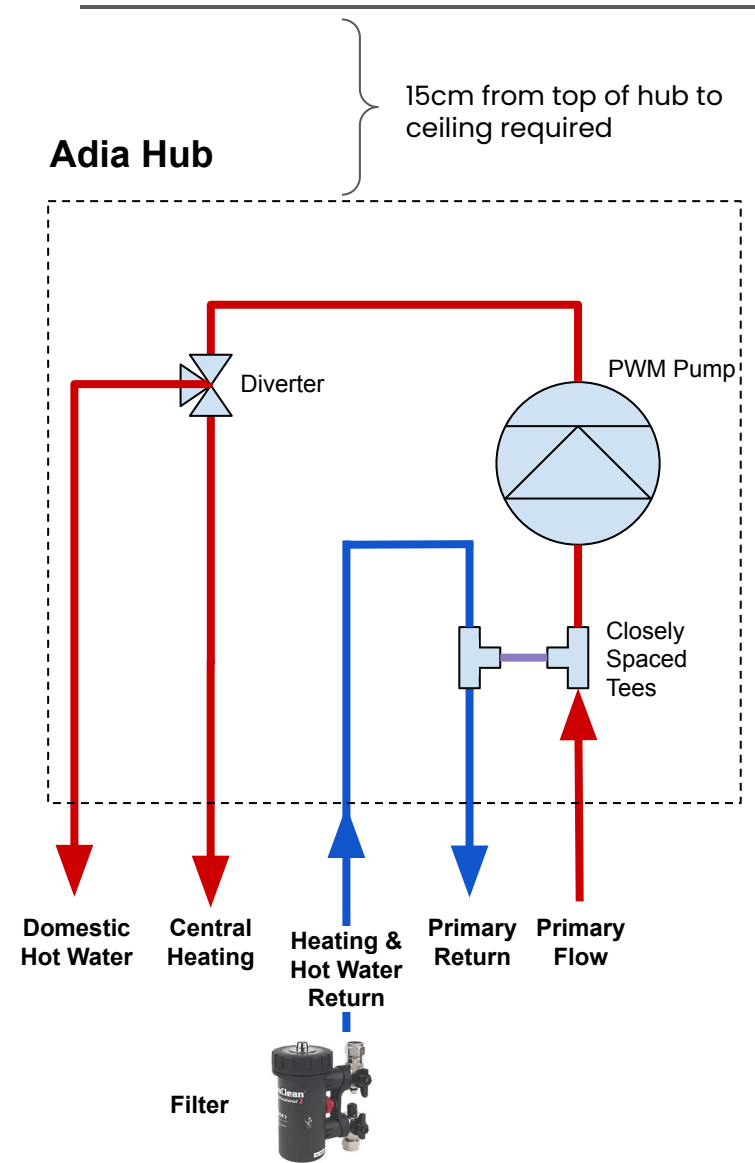 15cm from top of hub to
ceiling required
Adia Hub
PWM Pump
Diverter
Closely
Spaced
Tees
Domestic
Hot Water
Central
Heating
Heating &
Hot Water
Return
Primary
Return
Primary
Flow
Filter